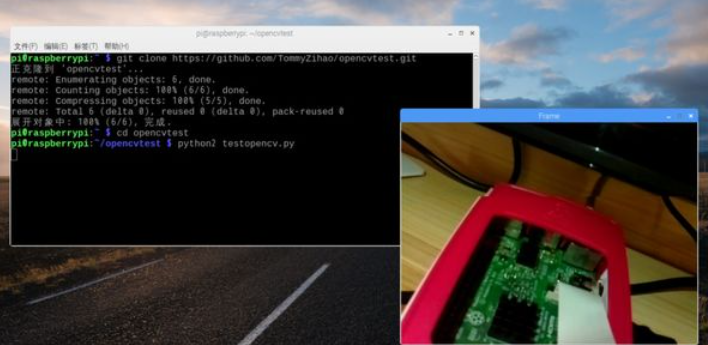 pi@raspberrypi: ~/opencvtest
文件(F) 编辑(E) 标签(T) 帮助(H)
pi@raspberrypi:~ $ git clone https://github.com/TommyZihao/opencvtest.git
正克隆到 'opencvtest'...
remote: Enumerating objects: 6, done.
remote: Counting objects: 100% (6/6), done.
remote: Compressing objects: 100% (5/5), done.
remote: Total 6 (delta 0), reused 0 (delta 0), pack-reused 0
展开对象中: 100% (6/6), 完成.
pi@raspberrypi:~ $ cd opencvtest
pi@raspberrypi:~/opencvtest $ python2 testopencv.py
Frame